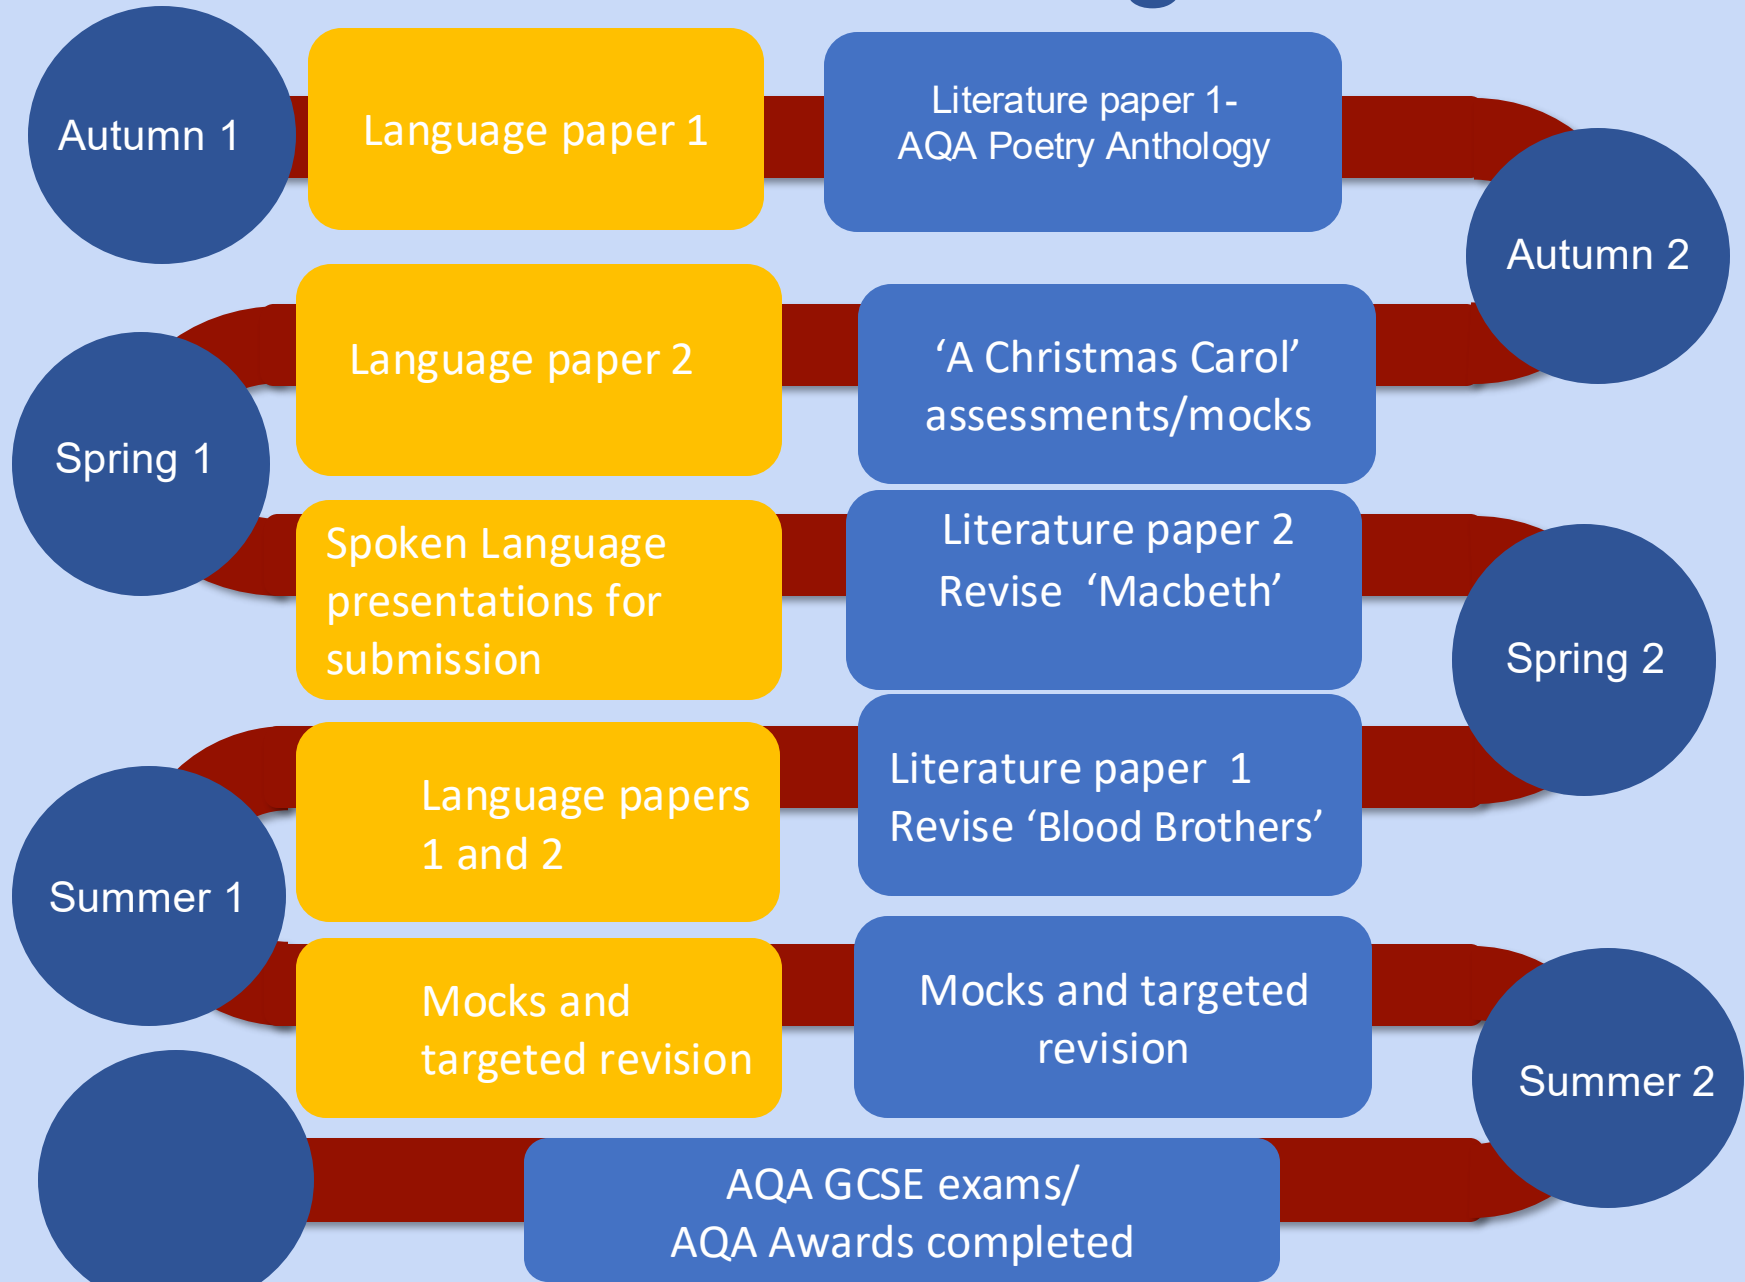 Autumn 1
Language paper 1
Literature paper 1-
AQA Poetry Anthology
Autumn 2
Language paper 2
‘A Christmas Carol’
assessments/mocks
Spring 1
Spoken Language
presentations for
submission
Literature paper 2
Revise ‘Macbeth’
Spring 2
Language papers
1 and 2
Literature paper 1
Revise ‘Blood Brothers’
Summer 1
Mocks and
targeted revision
Mocks and targeted
revision
Summer 2
AQA GCSE exams/
AQA Awards completed